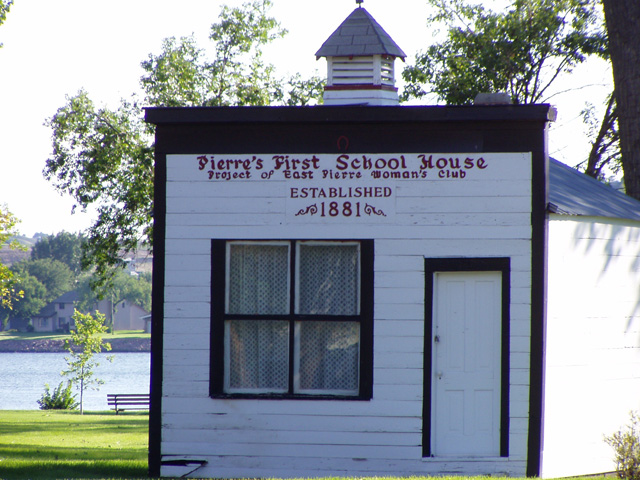 Pierre's First School House
Project of East Pierre Woman's Club
ESTABLISHED
1881